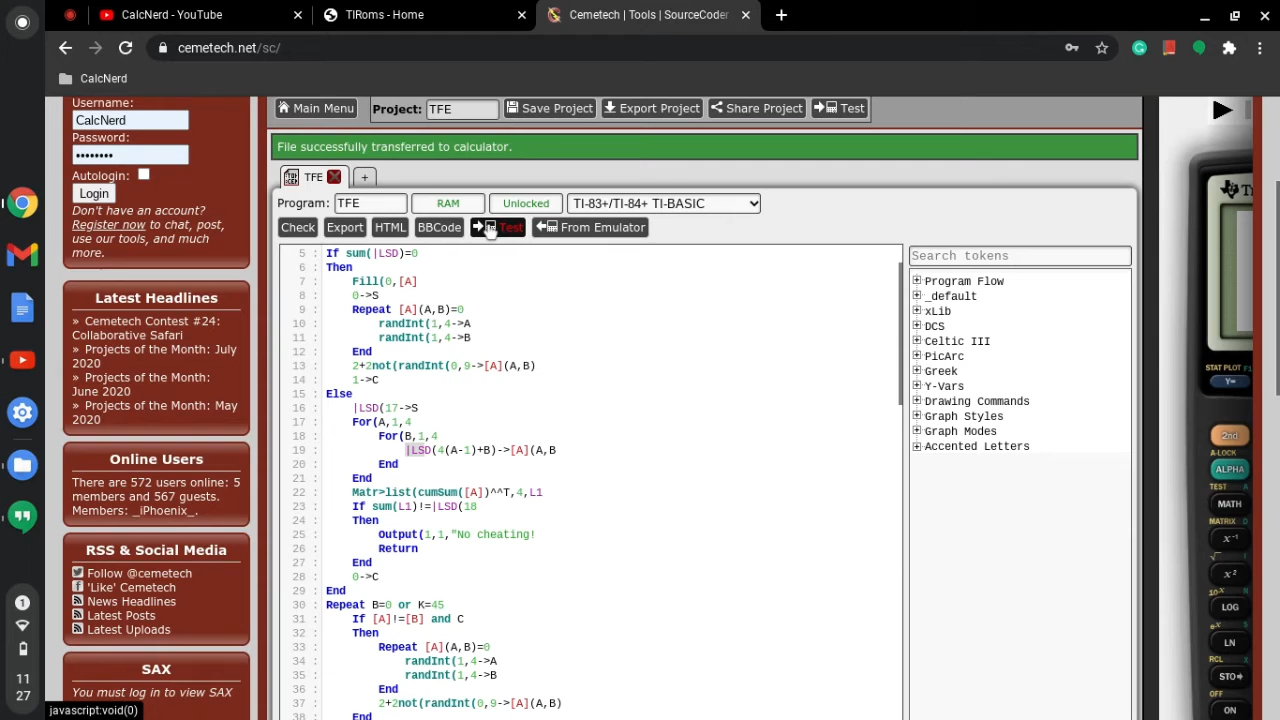 CalcNerd - YouTube
TIRoms - Home
Cemetech | Tools | SourceCoder
cemetech.net/sc/
CalcNerd
Username:
CalcNerd
Password:
••••••••
Autologin:
Login
Don't have an account?
Register now to chat, post,
use our tools, and much
more.
Latest Headlines
» Cemetech Contest #24:
Collaborative Safari
» Projects of the Month: July
2020
» Projects of the Month:
June 2020
» Projects of the Month: May
2020
Online Users
There are 572 users online: 5
members and 567 guests.
Members: _iPhoenix_.
RSS & Social Media
Follow @cemetech
'Like' Cemetech
News Headlines
Latest Posts
Latest Uploads
SAX
You must log in to view SAX
javascript:void(0)
1
11
27
Main Menu
Project: TFE
Save Project
Export Project
Share Project
Test
File successfully transferred to calculator.
TFE
+
Program: TFE
RAM
Unlocked
TI-83+/TI-84+ TI-BASIC
Check
Export
HTML
BBCode
Test
From Emulator
5 : If sum(|LSD)=0
6 : Then
7 : Fill(0,[A]
8 : 0->S
9 : Repeat [A](A,B)=0
10 : randInt(1,4->A
11 : randInt(1,4->B
12 : End
13 : 2+2not(randInt(0,9->[A](A,B)
14 : 1->C
15 : Else
16 : |LSD(17->S
17 : For(A,1,4
18 : For(B,1,4
19 : |LSD(4(A-1)+B)->[A](A,B
20 : End
21 : End
22 : Matr>list(cumSum([A])^^T,4,L1
23 : If sum(L1)!=|LSD(18
24 : Then
25 : Output(1,1,"No cheating!
26 : Return
27 : End
28 : 0->C
29 : End
30 : Repeat B=0 or K=45
31 : If [A]!=[B] and C
32 : Then
33 : Repeat [A](A,B)=0
34 : randInt(1,4->A
35 : randInt(1,4->B
36 : End
37 : 2+2not(randInt(0,9->[A](A,B)
38 : End
Search tokens
Program Flow
_default
xLib
DCS
Celtic III
PicArc
Greek
Y-Vars
Drawing Commands
Graph Styles
Graph Modes
Accented Letters
STAT PLOT F1
Y=
2nd
A-LOCK
ALPHA
TEST A
MATH
MATRIX D
x⁻¹
√
x²
10ˣ
LOG
LN
RCL X
STO
OFF
ON